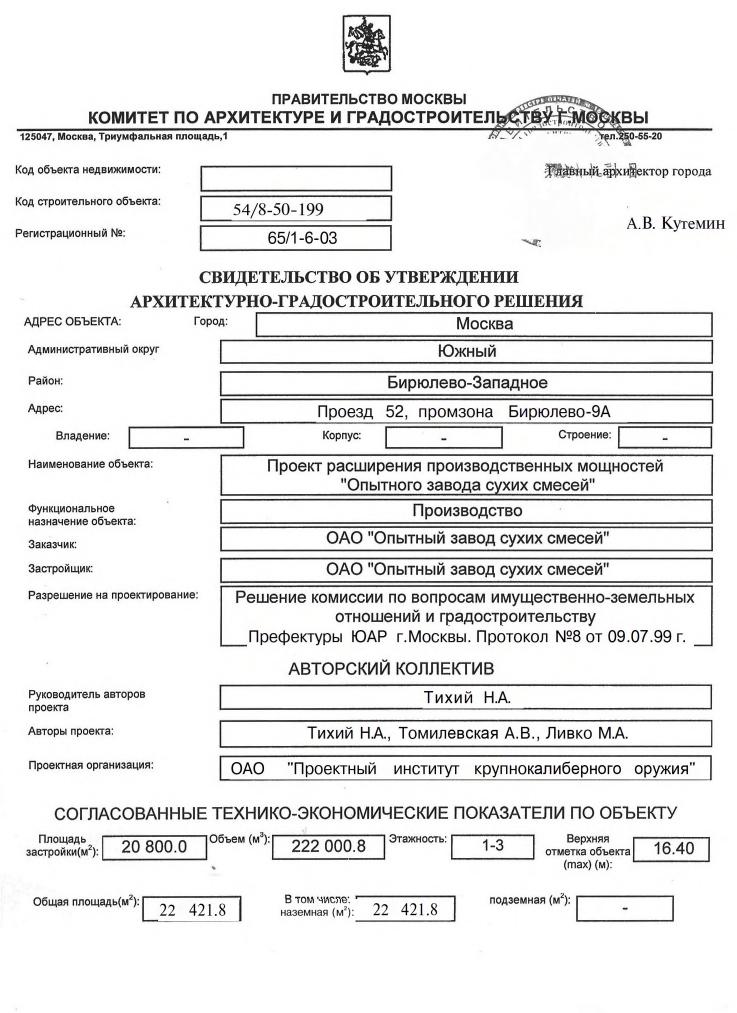 ПРАВИТЕЛЬСТВО МОСКВЫ
КОМИТЕТ ПО АРХИТЕКТУРЕ И ГРАДОСТРОИТЕЛЬСТВУ Г.МОСКВЫ
125047, Москва, Триумфальная площадь,1 тел.250-55-20
Код объекта недвижимости:
Главный архитектор города
Код строительного объекта: 54/8-50-199
А.В. Кутемин
Регистрационный №: 65/1-6-03
СВИДЕТЕЛЬСТВО ОБ УТВЕРЖДЕНИИ
АРХИТЕКТУРНО-ГРАДОСТРОИТЕЛЬНОГО РЕШЕНИЯ
АДРЕС ОБЪЕКТА: Город: Москва
Административный округ Южный
Район: Бирюлево-Западное
Адрес: Проезд 52, промзона Бирюлево-9А
Владение: - Корпус: - Строение: -
Наименование объекта: Проект расширения производственных мощностей
"Опытного завода сухих смесей"
Функциональное
назначение объекта: Производство
Заказчик: ОАО "Опытный завод сухих смесей"
Застройщик: ОАО "Опытный завод сухих смесей"
Разрешение на проектирование: Решение комиссии по вопросам имущественно-земельных
отношений и градостроительству
Префектуры ЮАР г.Москвы. Протокол №8 от 09.07.99 г.
АВТОРСКИЙ КОЛЛЕКТИВ
Руководитель авторов
проекта Тихий Н.А.
Авторы проекта: Тихий Н.А., Томилевская А.В., Ливко М.А.
Проектная организация: ОАО "Проектный институт крупнокалиберного оружия"
СОГЛАСОВАННЫЕ ТЕХНИКО-ЭКОНОМИЧЕСКИЕ ПОКАЗАТЕЛИ ПО ОБЪЕКТУ
Площадь
застройки(м²): 20 800.0 Объем (м³): 222 000.8 Этажность: 1-3 Верхняя
отметка объекта
(max) (м): 16.40
Общая площадь(м²): 22 421.8 В том числе:
наземная (м²): 22 421.8 подземная (м²): -